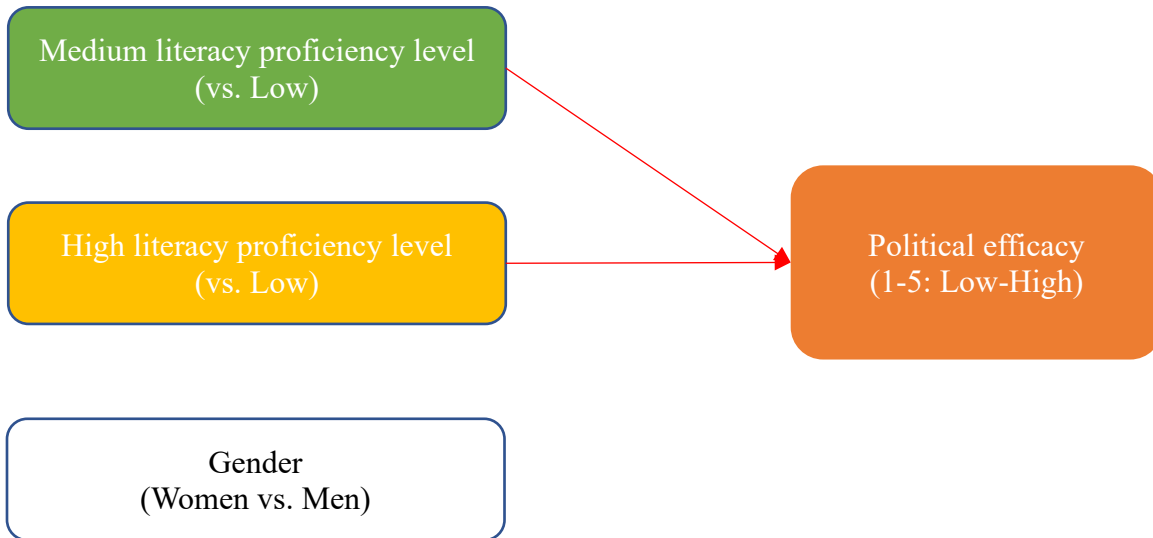 Medium literacy proficiency level
(vs. Low)
High literacy proficiency level
(vs. Low)
Political efficacy
(1-5: Low-High)
Gender
(Women vs. Men)